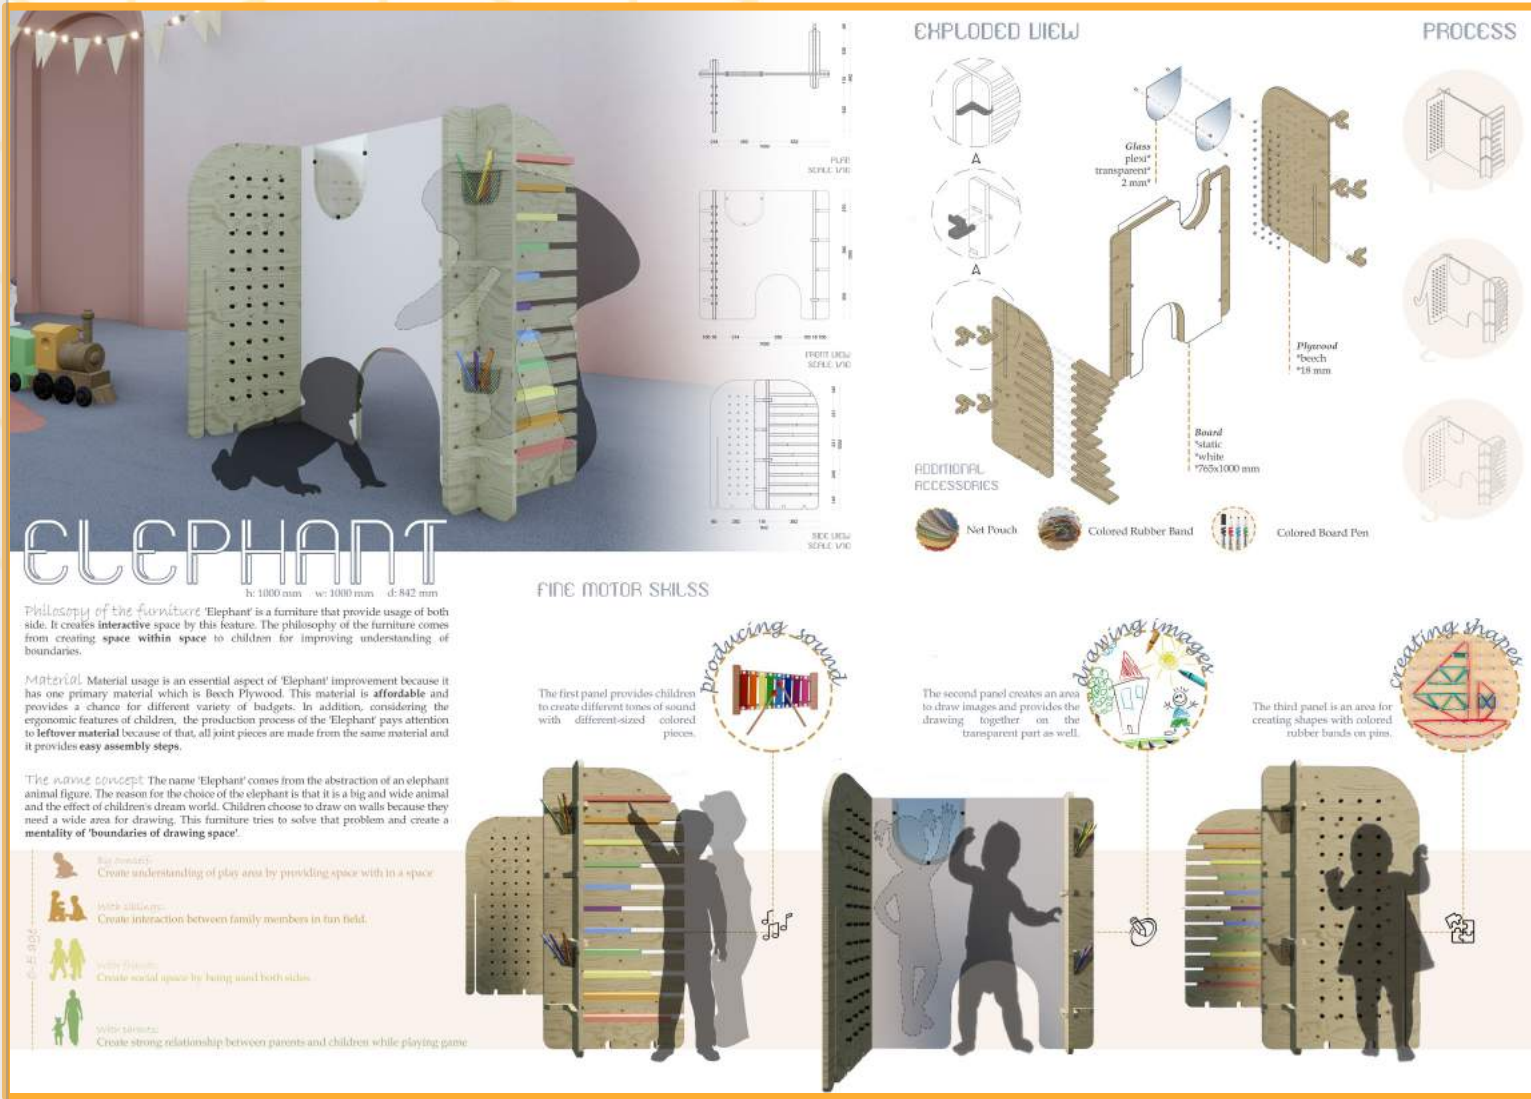 EXPLODED VIEW
PROCESS
PLAN
SCALE 1/10
FRONT VIEW
SCALE 1/10
SIDE VIEW
SCALE 1/10
A
A
Glass
plexi*
transparent*
2 mm*
Plywood
*beech
*18 mm
Board
*static
*white
*765x1000 mm
ADDITIONAL
ACCESSORIES
Net Pouch
Colored Rubber Band
Colored Board Pen
1
2
3
ELEPHANT
h: 1000 mm w: 1000 mm d: 842 mm
Philosopy of the furniture 'Elephant' is a furniture that provide usage of both
side. It creates interactive space by this feature. The philosophy of the furniture comes
from creating space within space to children for improving understanding of
boundaries.
Material Material usage is an essential aspect of 'Elephant' improvement because it
has one primary material which is Beech Plywood. This material is affordable and
provides a chance for different variety of budgets. In addition, considering the
ergonomic features of children, the production process of the 'Elephant' pays attention
to leftover material because of that, all joint pieces are made from the same material and
it provides easy assembly steps.
The name concept The name 'Elephant' comes from the abstraction of an elephant
animal figure. The reason for the choice of the elephant is that it is a big and wide animal
and the effect of children's dream world. Children choose to draw on walls because they
need a wide area for drawing. This furniture tries to solve that problem and create a
mentality of 'boundaries of drawing space'.
0-5 age
By oneself:
Create understanding of play area by providing space with in a space
With siblings:
Create interaction between family members in fun field.
With friends:
Create social space by being used both sides.
With parents:
Create strong relationship between parents and children while playing game
FINE MOTOR SKILSS
producing sound
The first panel provides children
to create different tones of sound
with different-sized colored
pieces.
drawing images
The second panel creates an area
to draw images and provides the
drawing together on the
transparent part as well.
creating shapes
The third panel is an area for
creating shapes with colored
rubber bands on pins.